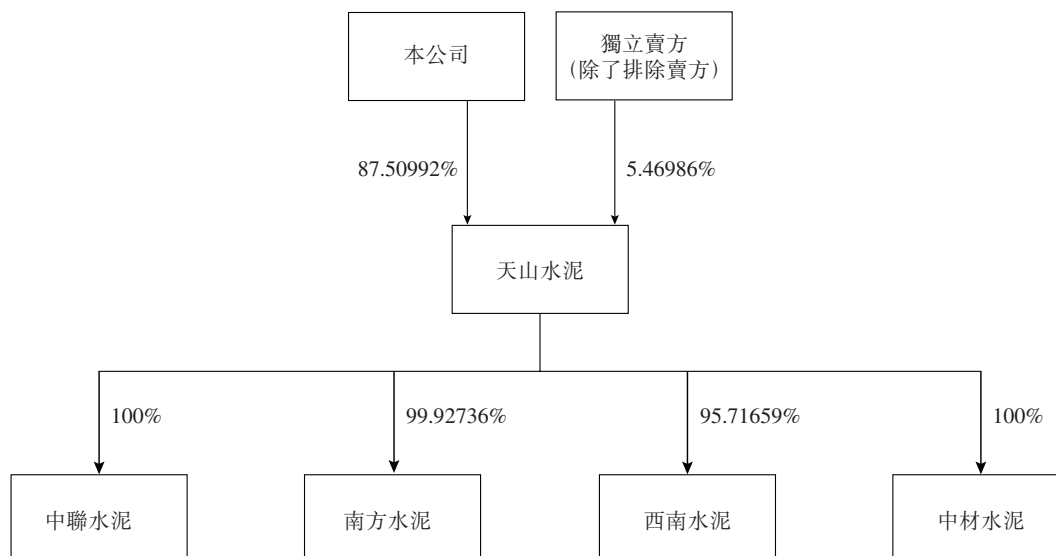 本公司
獨立賣方
(除了排除賣方)
87.50992%
5.46986%
天山水泥
100%
99.92736%
95.71659%
100%
中聯水泥
南方水泥
西南水泥
中材水泥